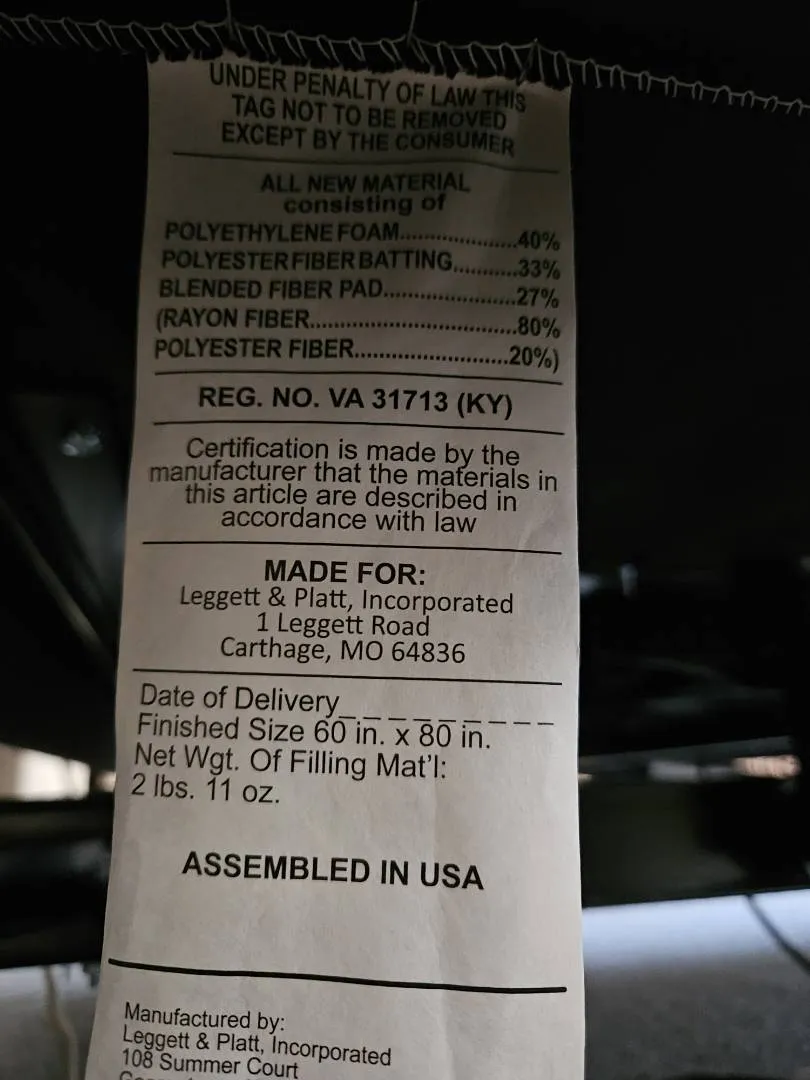 UNDER PENALTY OF LAW THIS
TAG NOT TO BE REMOVED
EXCEPT BY THE CONSUMER
ALL NEW MATERIAL
consisting of
POLYETHYLENE FOAM....................40%
POLYESTER FIBER BATTING...........33%
BLENDED FIBER PAD......................27%
(RAYON FIBER...................................80%
POLYESTER FIBER..........................20%)
REG. NO. VA 31713 (KY)
Certification is made by the
manufacturer that the materials in
this article are described in
accordance with law
MADE FOR:
Leggett & Platt, Incorporated
1 Leggett Road
Carthage, MO 64836
Date of Delivery_ _ _ _ _ _ _ _ _
Finished Size 60 in. x 80 in.
Net Wgt. Of Filling Mat'l:
2 lbs. 11 oz.
ASSEMBLED IN USA
Manufactured by:
Leggett & Platt, Incorporated
108 Summer Court